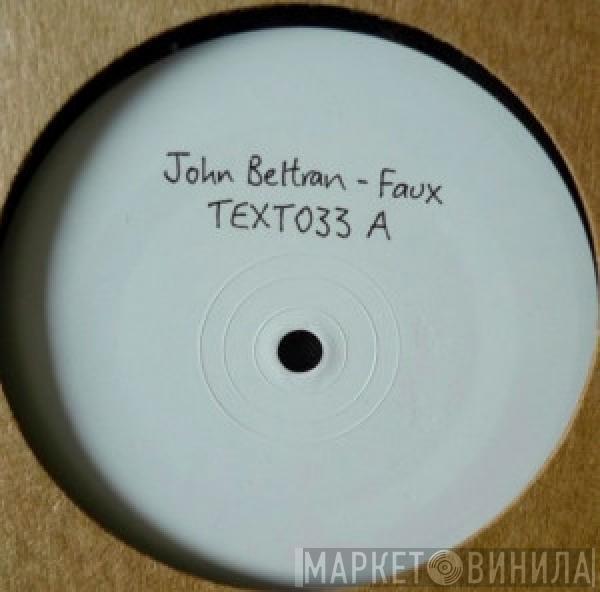 John Beltran - Faux
TEXT033 A
МАРКЕТ ВИНИЛА